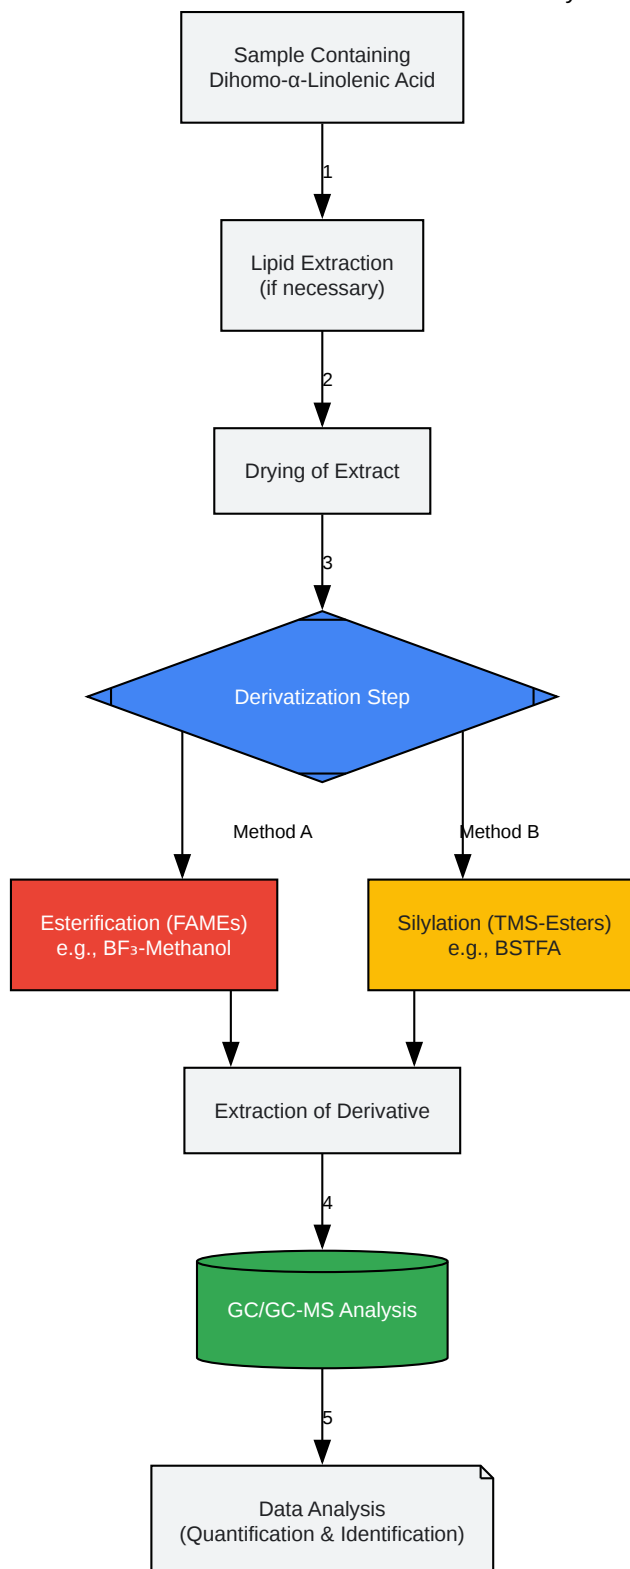 Sample Containing
Dihomo-α-Linolenic Acid
1
Lipid Extraction
(if necessary)
2
Drying of Extract
3
Derivatization Step
Method A
Method B
Esterification (FAMEs)
e.g., BF₃-Methanol
Silylation (TMS-Esters)
e.g., BSTFA
Extraction of Derivative
4
GC/GC-MS Analysis
5
Data Analysis
(Quantification & Identification)